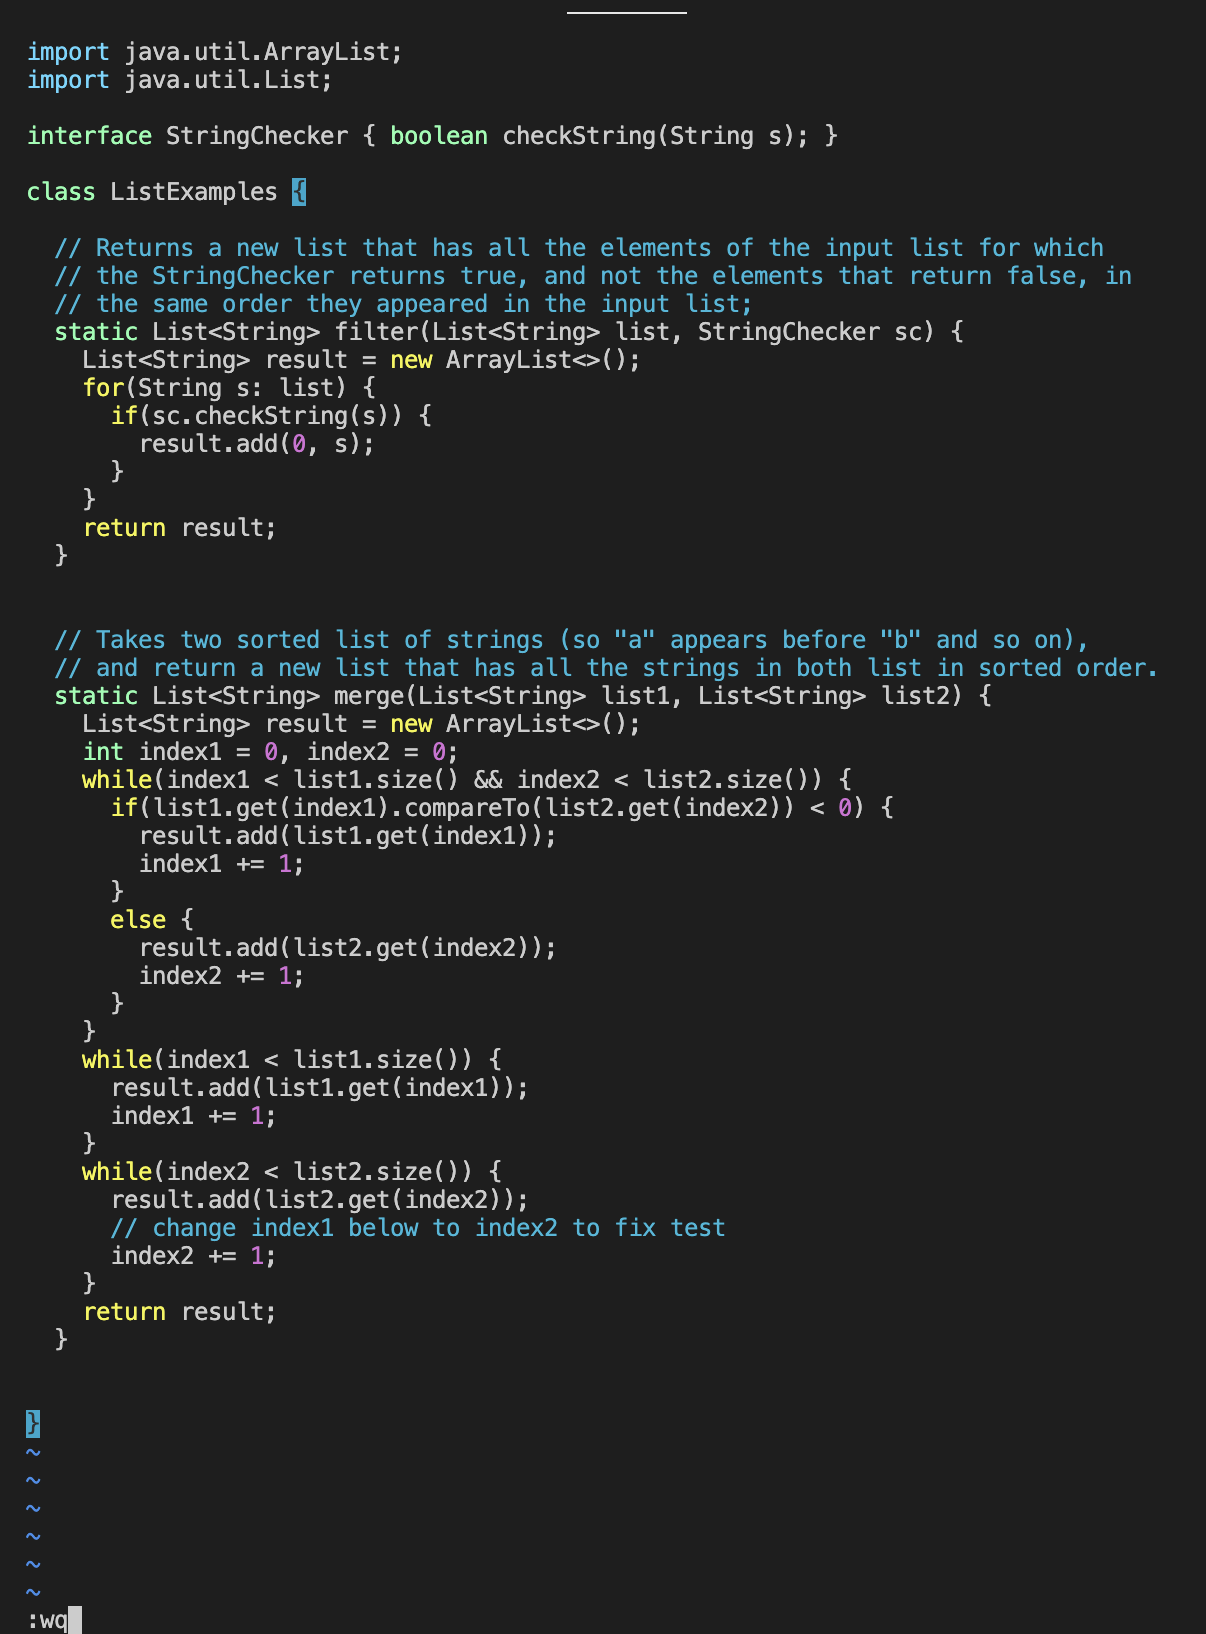 import java.util.ArrayList;
import java.util.List;

interface StringChecker { boolean checkString(String s); }

class ListExamples {

  // Returns a new list that has all the elements of the input list for which
  // the StringChecker returns true, and not the elements that return false, in
  // the same order they appeared in the input list;
  static List<String> filter(List<String> list, StringChecker sc) {
    List<String> result = new ArrayList<>();
    for(String s: list) {
      if(sc.checkString(s)) {
        result.add(0, s);
      }
    }
    return result;
  }


  // Takes two sorted list of strings (so "a" appears before "b" and so on),
  // and return a new list that has all the strings in both list in sorted order.
  static List<String> merge(List<String> list1, List<String> list2) {
    List<String> result = new ArrayList<>();
    int index1 = 0, index2 = 0;
    while(index1 < list1.size() && index2 < list2.size()) {
      if(list1.get(index1).compareTo(list2.get(index2)) < 0) {
        result.add(list1.get(index1));
        index1 += 1;
      }
      else {
        result.add(list2.get(index2));
        index2 += 1;
      }
    }
    while(index1 < list1.size()) {
      result.add(list1.get(index1));
      index1 += 1;
    }
    while(index2 < list2.size()) {
      result.add(list2.get(index2));
      // change index1 below to index2 to fix test
      index2 += 1;
    }
    return result;
  }


}
~
~
~
~
~
~
:wq